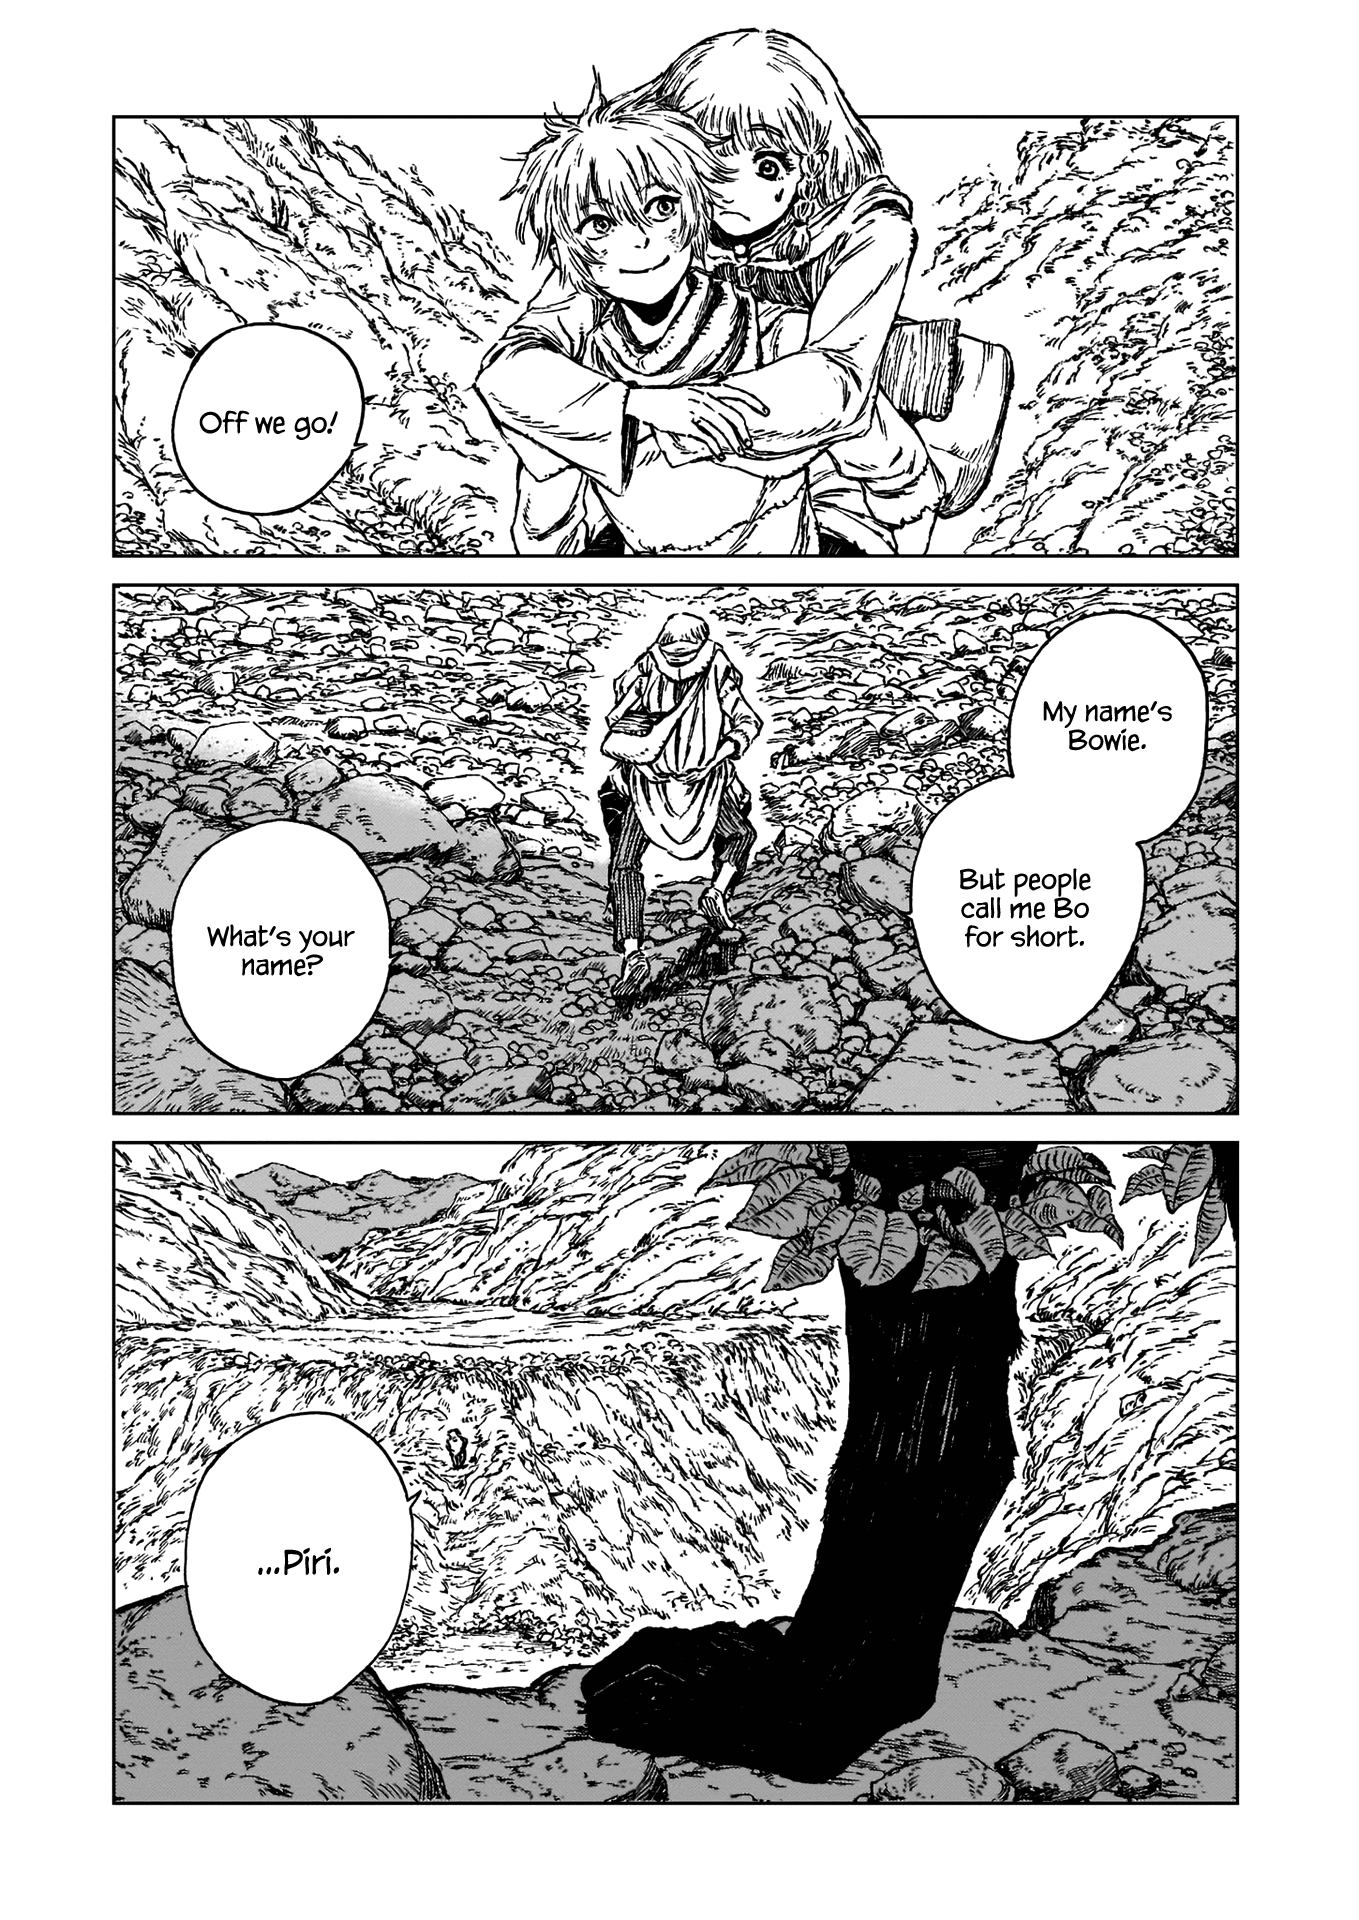 Off we go!
My name's
Bowie.
But people
call me Bo
for short.
What's your
name?
...Piri.